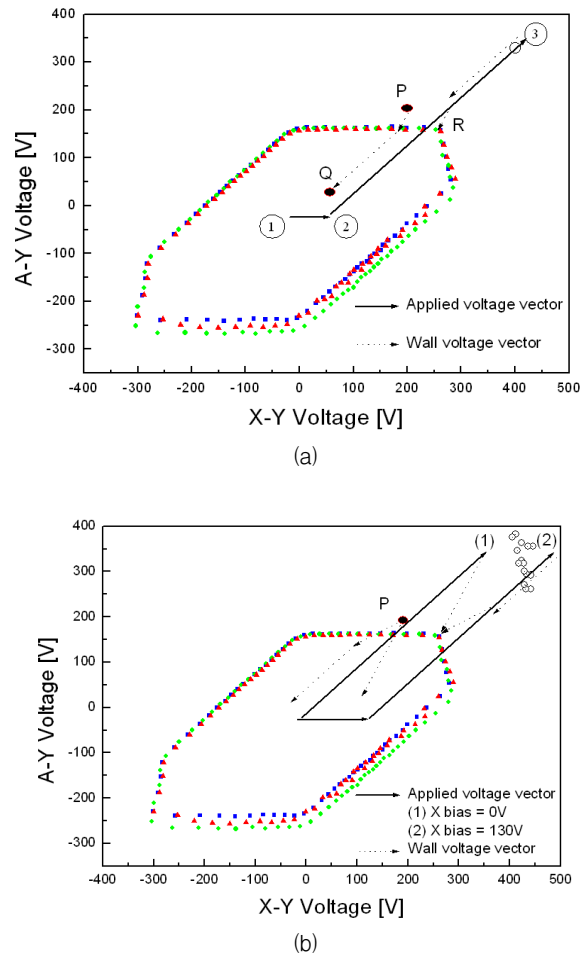 400
300
200
100
0
-100
-200
-300
A-Y Voltage [V]
③
P
R
Q
①
②
Applied voltage vector
Wall voltage vector
-400
-300
-200
-100
0
100
200
300
400
500
X-Y Voltage [V]
(a)
400
300
200
100
0
-100
-200
-300
A-Y Voltage [V]
(1)
(2)
P
Applied voltage vector
(1) X bias = 0V
(2) X bias = 130V
Wall voltage vector
-400
-300
-200
-100
0
100
200
300
400
500
X-Y Voltage [V]
(b)